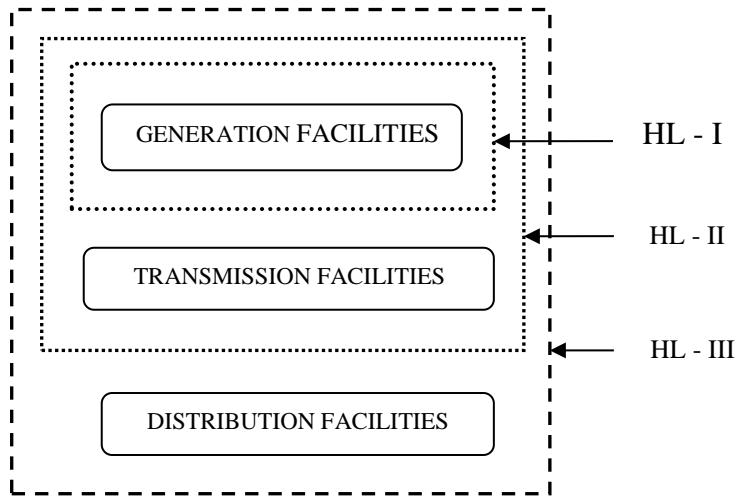 GENERATION FACILITIES
HL - I
HL - II
TRANSMISSION FACILITIES
HL - III
DISTRIBUTION FACILITIES